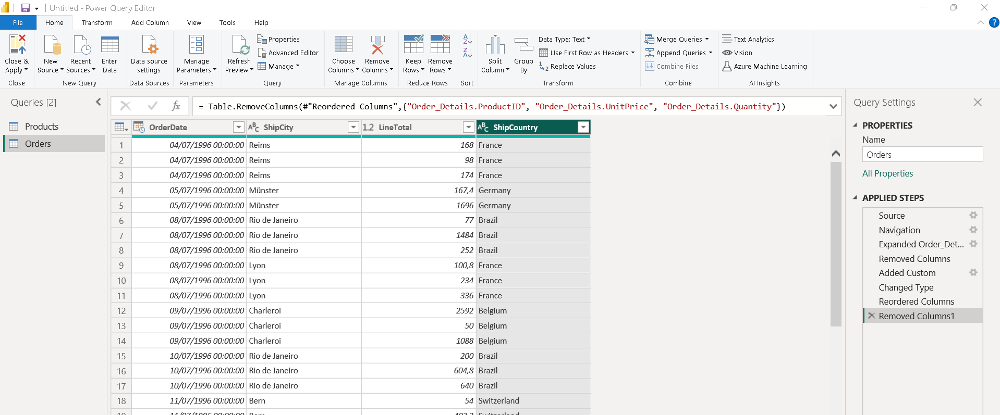 Untitled - Power Query Editor
File Home Transform Add Column View Tools Help
Close & Apply
Close
New Source
Recent Sources
Enter Data
New Query
Data source settings
Data Sources
Manage Parameters
Parameters
Refresh Preview
Properties
Advanced Editor
Manage
Query
Choose Columns
Remove Columns
Manage Columns
Keep Rows
Remove Rows
Reduce Rows
Sort
Split Column
Group By
Data Type: Text
Use First Row as Headers
Replace Values
Transform
Merge Queries
Append Queries
Combine Files
Combine
Text Analytics
Vision
Azure Machine Learning
AI Insights
Queries [2]
Products
Orders
fx
= Table.RemoveColumns(#"Reordered Columns",{"Order_Details.ProductID", "Order_Details.UnitPrice", "Order_Details.Quantity"})
OrderDate ABC ShipCity 1.2 LineTotal ABC ShipCountry
1 04/07/1996 00:00:00 Reims 168 France
2 04/07/1996 00:00:00 Reims 98 France
3 04/07/1996 00:00:00 Reims 174 France
4 05/07/1996 00:00:00 Münster 167,4 Germany
5 05/07/1996 00:00:00 Münster 1696 Germany
6 08/07/1996 00:00:00 Rio de Janeiro 77 Brazil
7 08/07/1996 00:00:00 Rio de Janeiro 1484 Brazil
8 08/07/1996 00:00:00 Rio de Janeiro 252 Brazil
9 08/07/1996 00:00:00 Lyon 100,8 France
10 08/07/1996 00:00:00 Lyon 234 France
11 08/07/1996 00:00:00 Lyon 336 France
12 09/07/1996 00:00:00 Charleroi 2592 Belgium
13 09/07/1996 00:00:00 Charleroi 50 Belgium
14 09/07/1996 00:00:00 Charleroi 1088 Belgium
15 10/07/1996 00:00:00 Rio de Janeiro 200 Brazil
16 10/07/1996 00:00:00 Rio de Janeiro 604,8 Brazil
17 10/07/1996 00:00:00 Rio de Janeiro 640 Brazil
18 11/07/1996 00:00:00 Bern 54 Switzerland
Query Settings
PROPERTIES
Name
Orders
All Properties
APPLIED STEPS
Source
Navigation
Expanded Order_Det...
Removed Columns
Added Custom
Changed Type
Reordered Columns
Removed Columns1